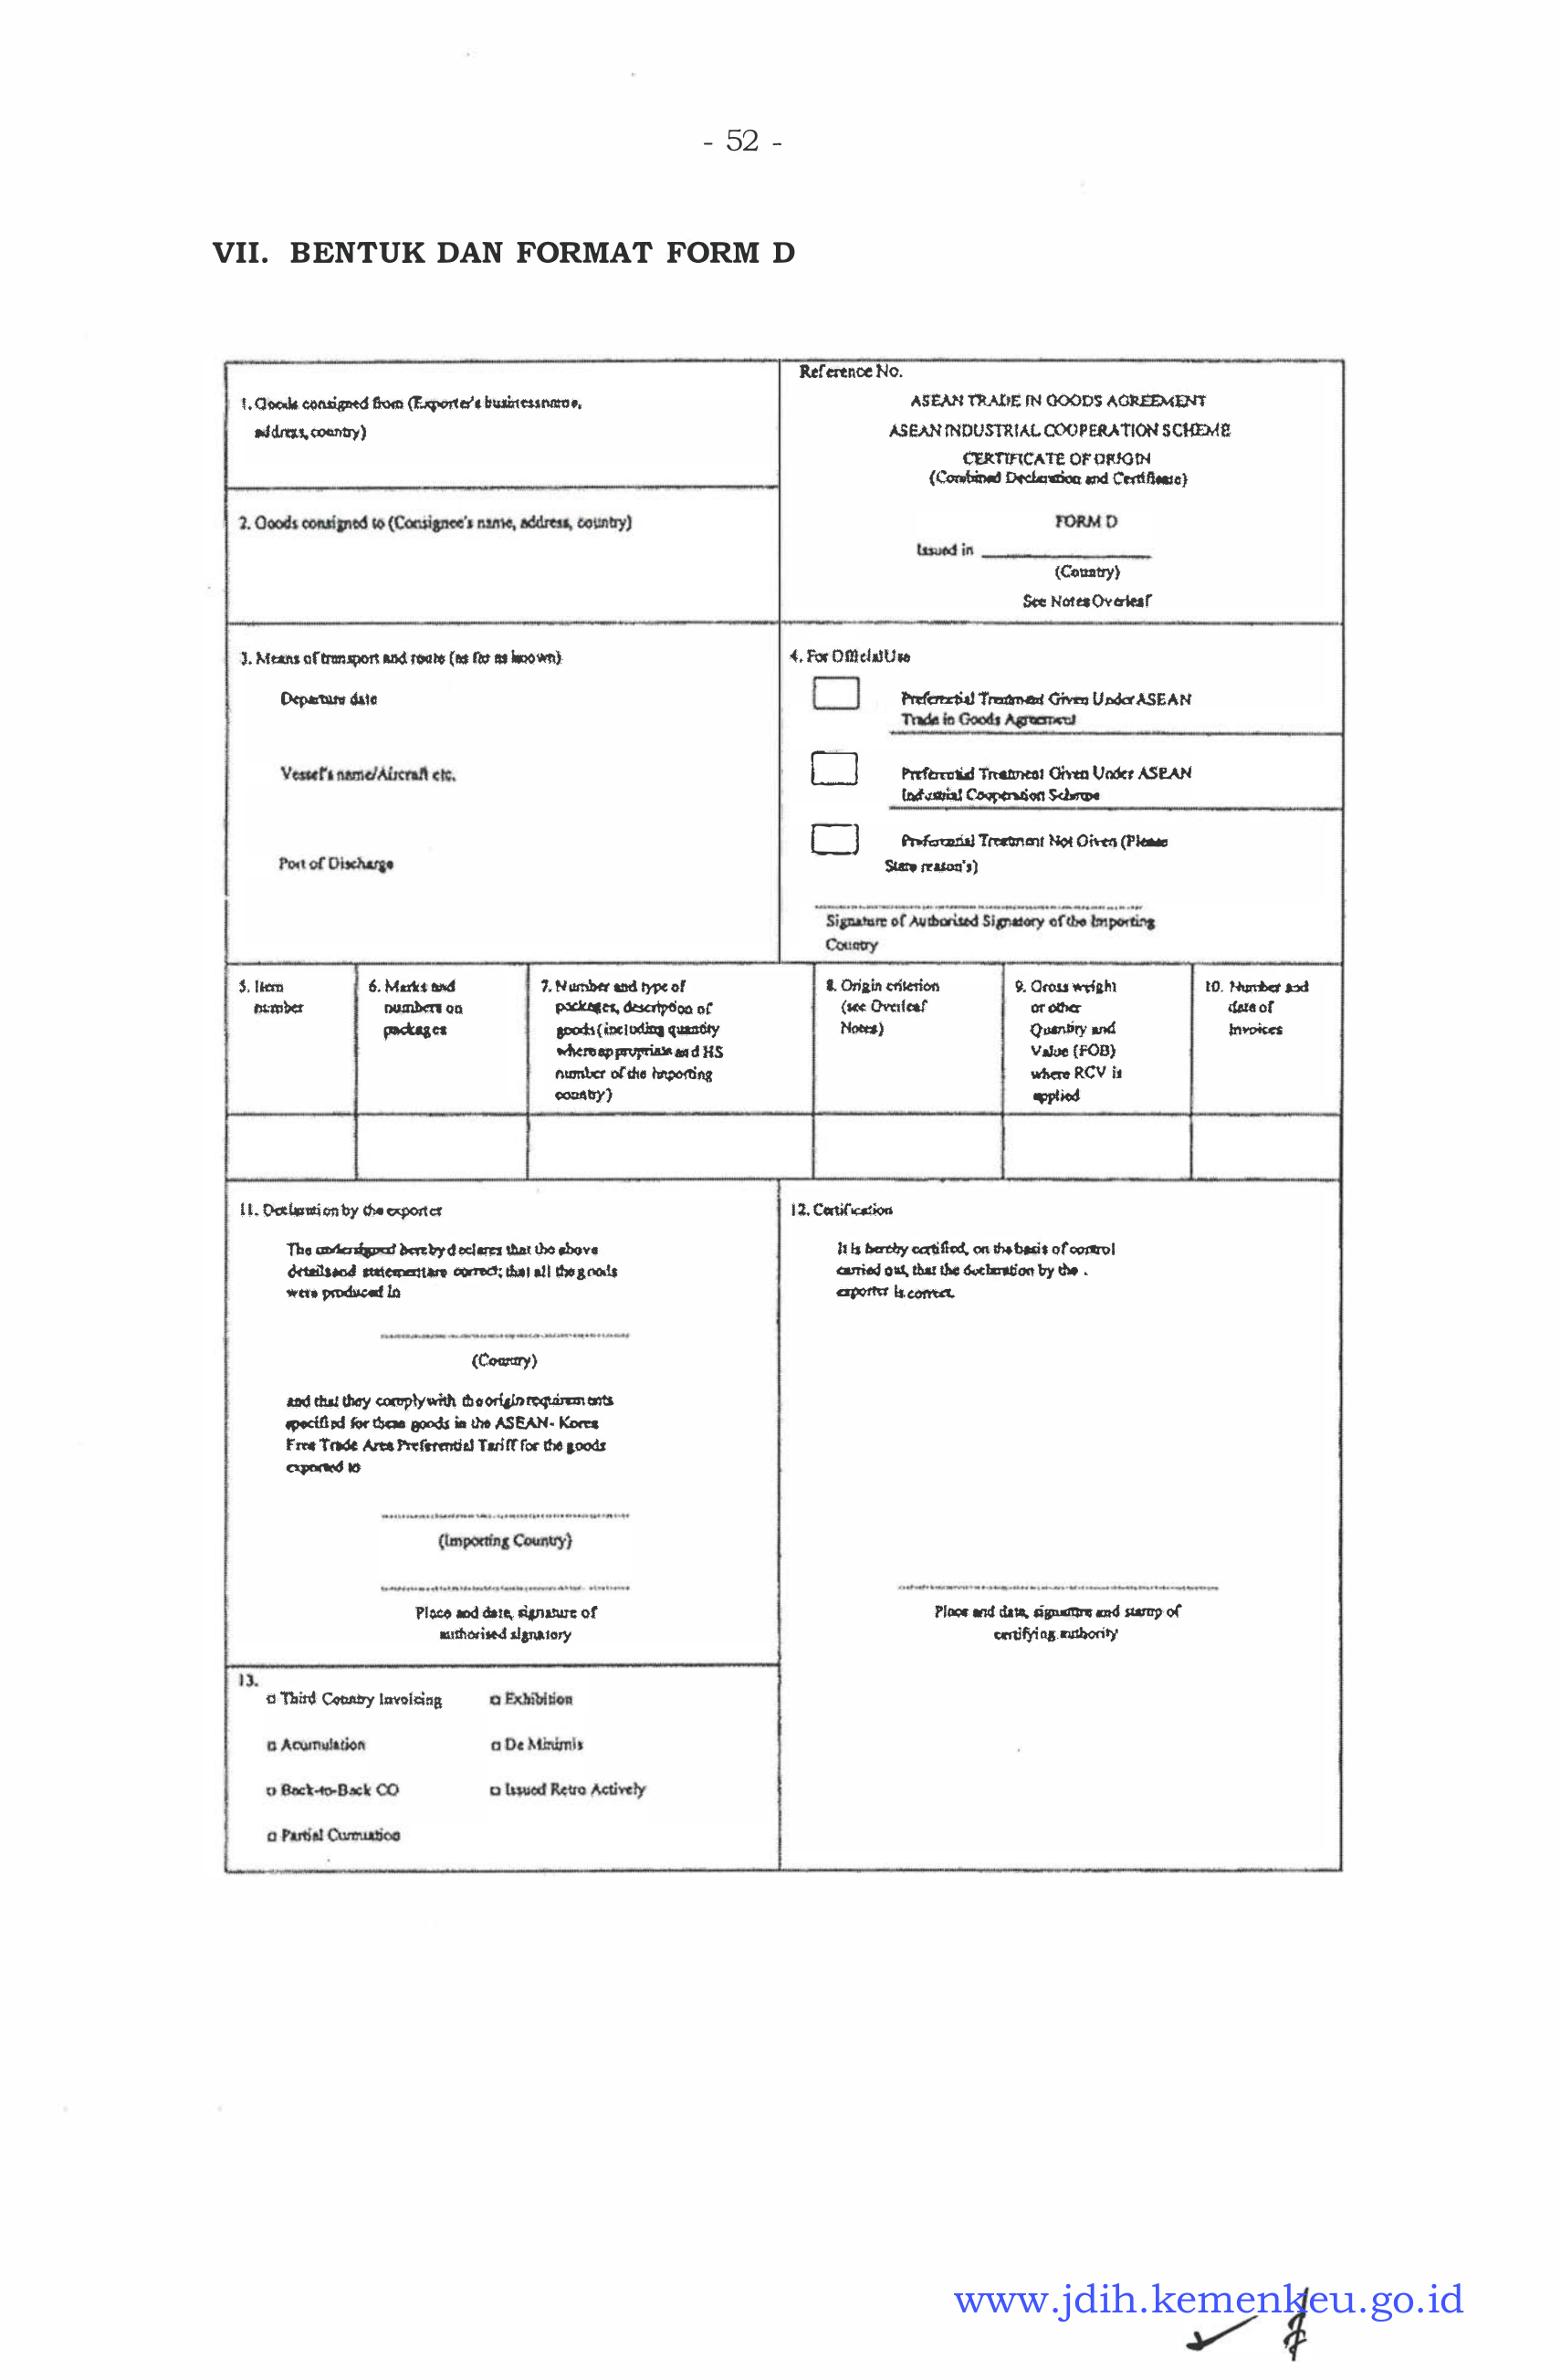 - 52 -
VII. BENTUK DAN FORMAT FORM D
1. Goods consigned from (Exporter's business name,
address, country)
Reference No.
ASEAN TRADE IN GOODS AGREEMENT
ASEAN INDUSTRIAL COOPERATION SCHEME
CERTIFICATE OF ORIGIN
(Combined Declaration and Certificate)
FORM D
Issued in
(Country)
See Notes Overleaf
2. Goods consigned to (Consignee's name, address, country)
3. Means of transport and route (as far as known)
Departure date
Vessel's name/Aircraft etc.
Port of Discharge
4. For Official Use
Preferential Treatment Given Under ASEAN
Trade in Goods Agreement
Preferential Treatment Given Under ASEAN
Industrial Cooperation Scheme
Preferential Treatment Not Given (Please
State reason's)
Signature of Authorised Signatory of the Importing
Country
5. Item
number
6. Marks and
numbers on
packages
7. Number and type of
packages, description of
goods (including quantity
where appropriate and HS
number of the importing
country)
8. Origin criterion
(see Overleaf
Notes)
9. Gross weight
or other
Quantity and
Value (FOB)
where RCV is
applied
10. Number and
date of
Invoices
11. Declaration by the exporter
The undersigned hereby declares that the above
details and statement are correct; that all the goods
were produced in
(Country)
and that they comply with the origin requirements
specified for these goods in the ASEAN- Korea
Free Trade Area Preferential Tariff for the goods
exported to
(Importing Country)
Place and date, signature of
authorised signatory
12. Certification
It is hereby certified, on the basis of control
carried out, that the declaration by the
exporter is correct.
Place and date, signature and stamp of
certifying authority
13.
Third Country Invoicing
Exhibition
Acumulation
De Minimis
Back-to-Back CO
Issued Retro Actively
Partial Cummation
www.jdih.kemenkeu.go.id